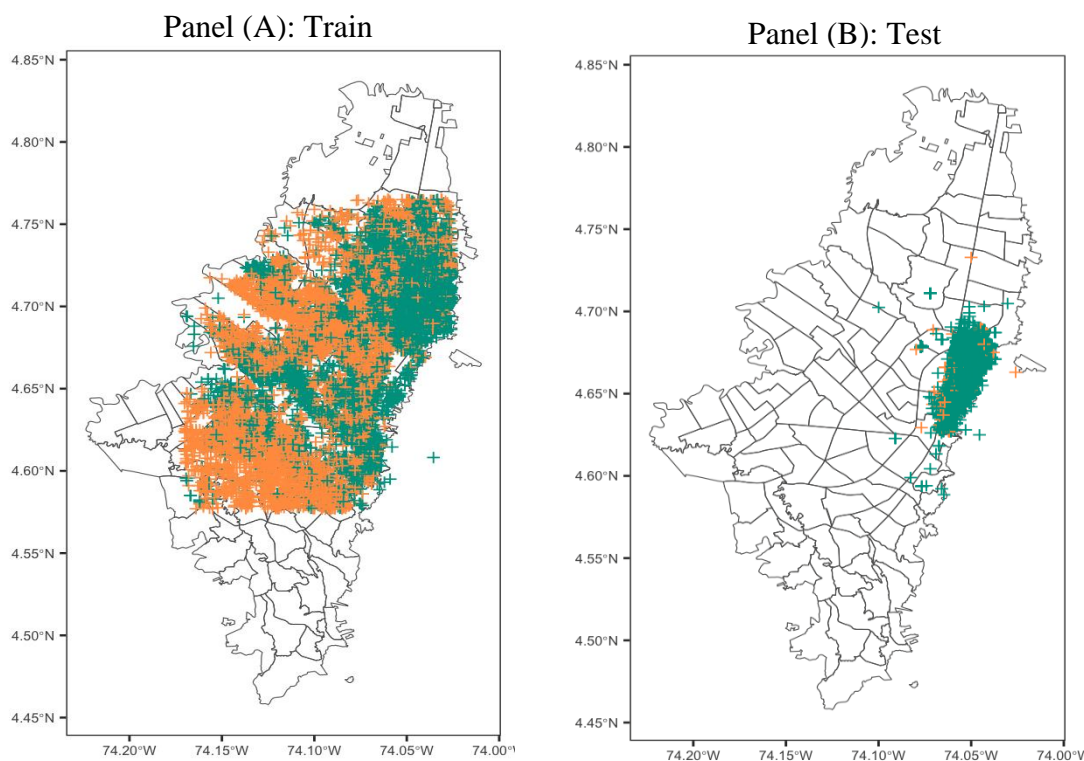 Panel (A): Train
4.85°N
4.80°N
4.75°N
4.70°N
4.65°N
4.60°N
4.55°N
4.50°N
4.45°N
74.20°W 74.15°W 74.10°W 74.05°W 74.00°W
Panel (B): Test
4.85°N
4.80°N
4.75°N
4.70°N
4.65°N
4.60°N
4.55°N
4.50°N
4.45°N
74.20°W 74.15°W 74.10°W 74.05°W 74.00°W